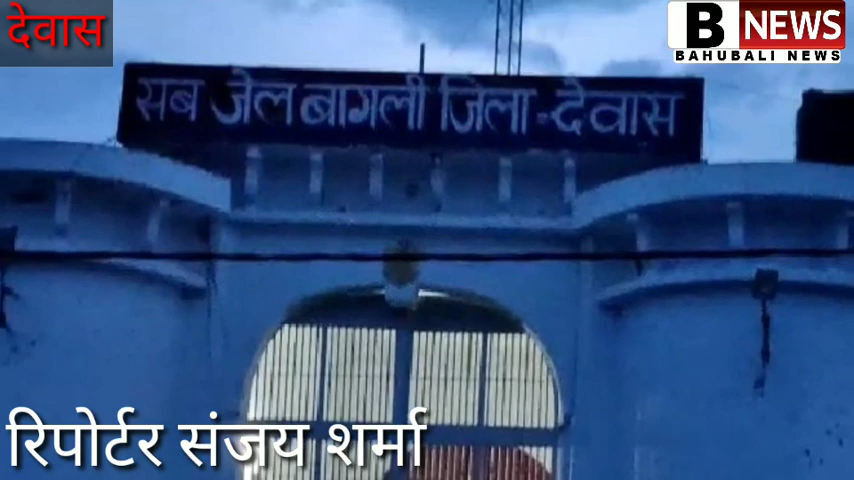 देवास
B NEWS
BAHUBALI NEWS
सब जेल बागली जिला-देवास
रिपोर्टर संजय शर्मा